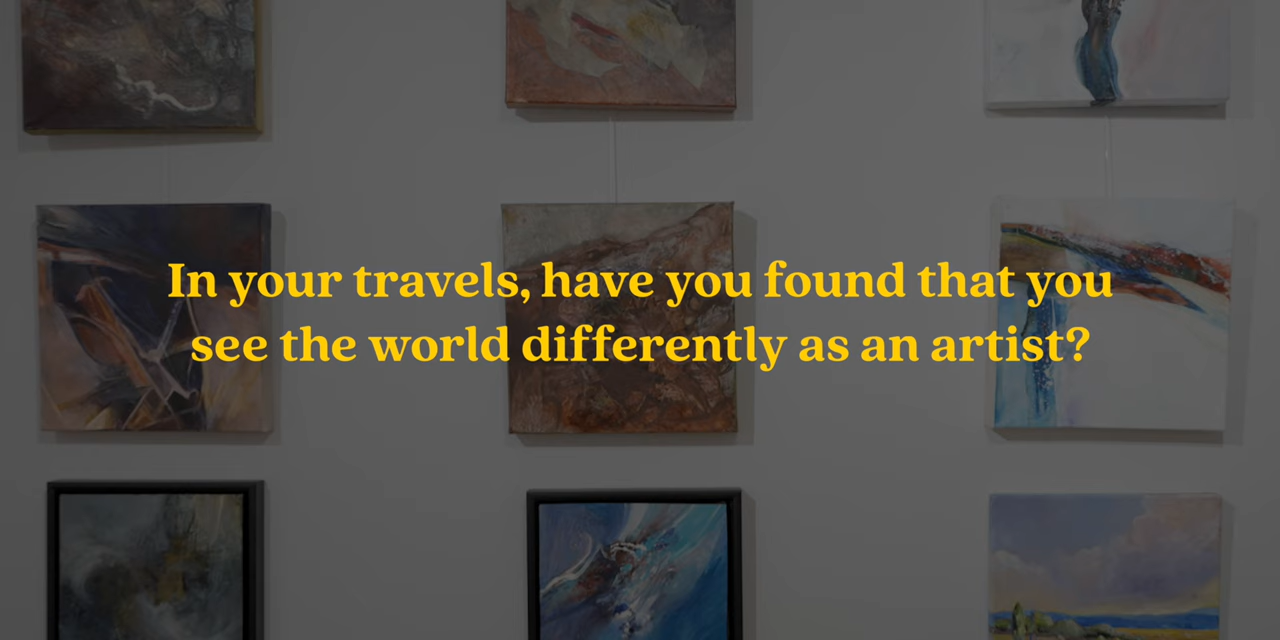 In your travels, have you found that you
see the world differently as an artist?